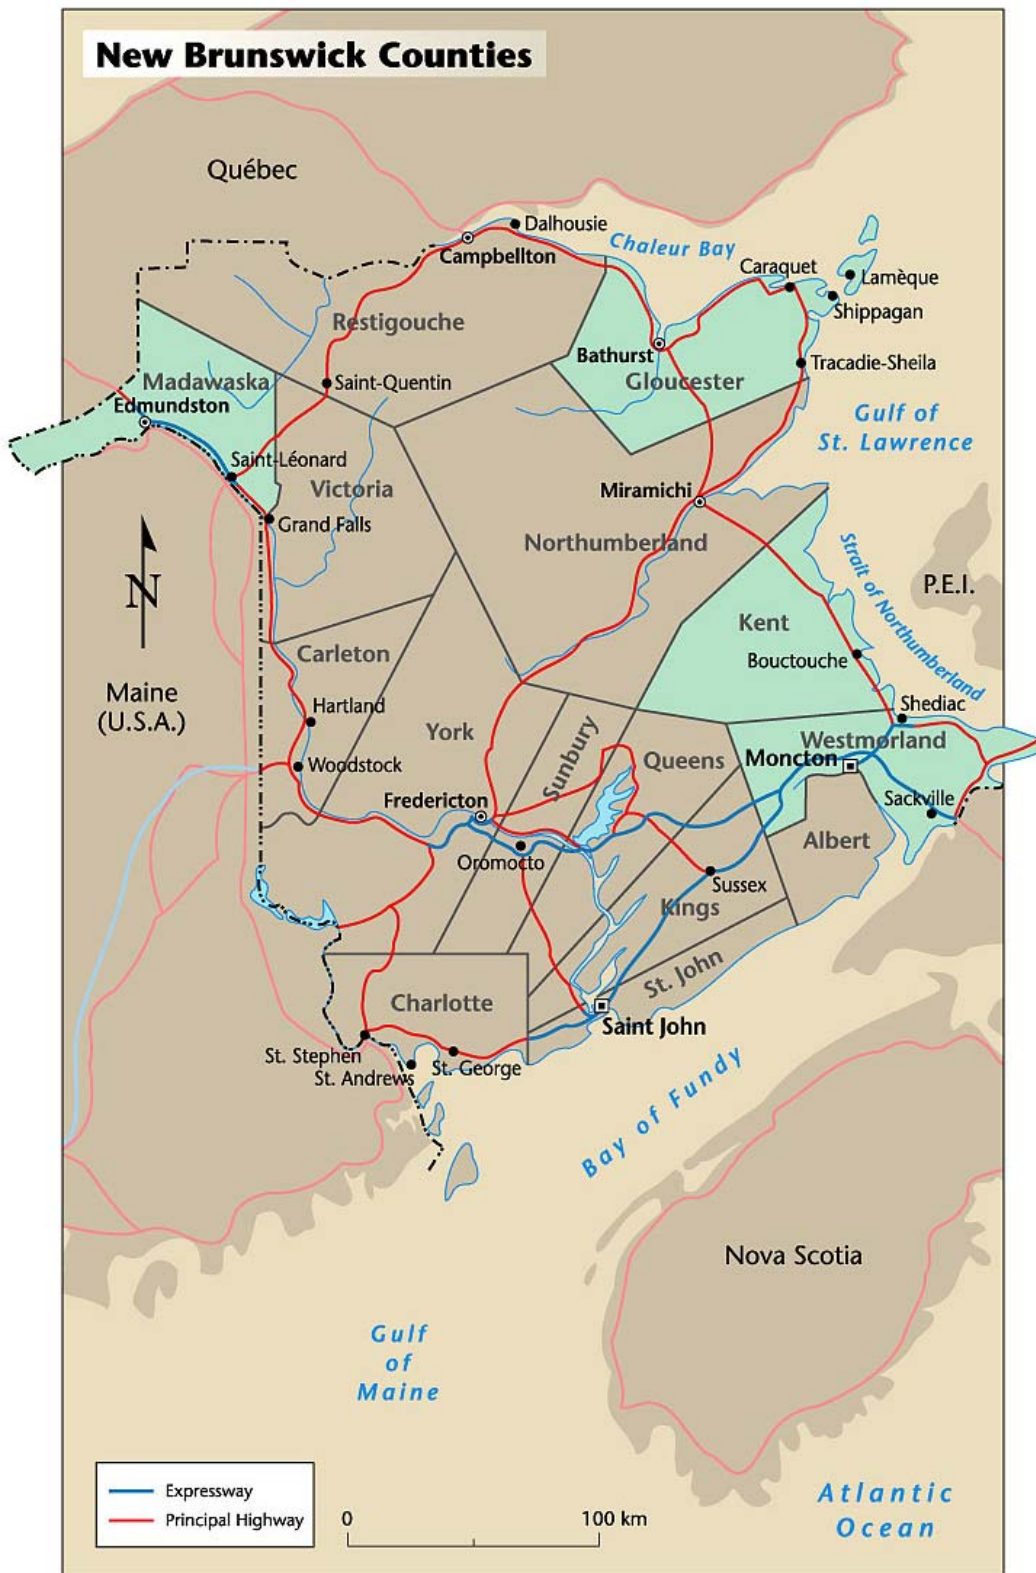 New Brunswick Counties
Québec
Dalhousie
Chaleur Bay
Campbellton
Caraquet
Lamèque
Shippagan
Restigouche
Bathurst
Tracadie-Sheila
Madawaska
Saint-Quentin
Gloucester
Edmundston
Gulf of
St. Lawrence
Saint-Léonard
Victoria
Miramichi
Grand Falls
Northumberland
Strait of Northumberland
N
P.E.I.
Kent
Carleton
Bouctouche
Maine
(U.S.A.)
Hartland
Shediac
York
Sunbury
Queens
Westmorland
Woodstock
Moncton
Fredericton
Sackville
Oromocto
Albert
Sussex
Kings
St. John
Charlotte
Saint John
St. Stephen
St. George
St. Andrews
Bay of Fundy
Nova Scotia
Gulf
of
Maine
Expressway
Principal Highway
0 100 km
Atlantic
Ocean